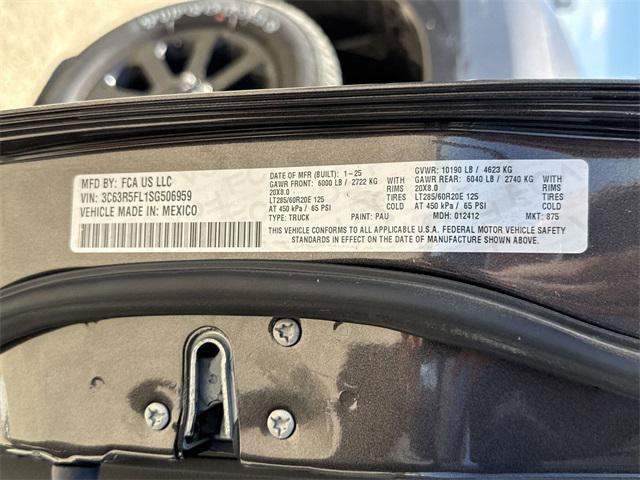 MFD BY: FCA US LLC
VIN: 3C63R5FL1SG506959
VEHICLE MADE IN: MEXICO
DATE OF MFR (BUILT): 1-25
GAWR FRONT: 6000 LB / 2722 KG WITH
20X8.0 RIMS
LT285/60R20E 125 TIRES
AT 450 kPa / 65 PSI COLD
TYPE: TRUCK PAINT: PAU
GVWR: 10190 LB / 4623 KG
GAWR REAR: 6040 LB / 2740 KG WITH
20X8.0 RIMS
LT285/60R20E 125 TIRES
AT 450 kPa / 65 PSI COLD
MDH: 012412 MKT: 875
THIS VEHICLE CONFORMS TO ALL APPLICABLE U.S.A. FEDERAL MOTOR VEHICLE SAFETY
STANDARDS IN EFFECT ON THE DATE OF MANUFACTURE SHOWN ABOVE.